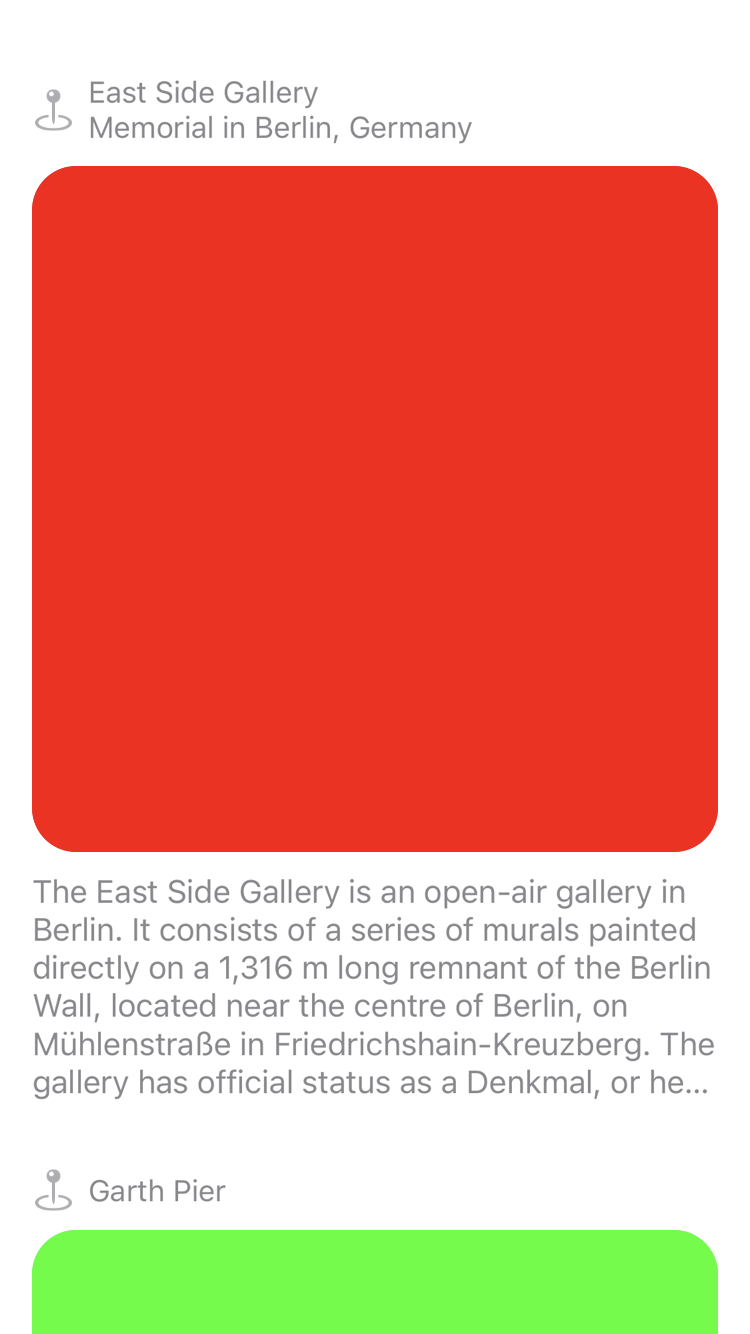 East Side Gallery
Memorial in Berlin, Germany
The East Side Gallery is an open-air gallery in
Berlin. It consists of a series of murals painted
directly on a 1,316 m long remnant of the Berlin
Wall, located near the centre of Berlin, on
Mühlenstraße in Friedrichshain-Kreuzberg. The
gallery has official status as a Denkmal, or he...
Garth Pier